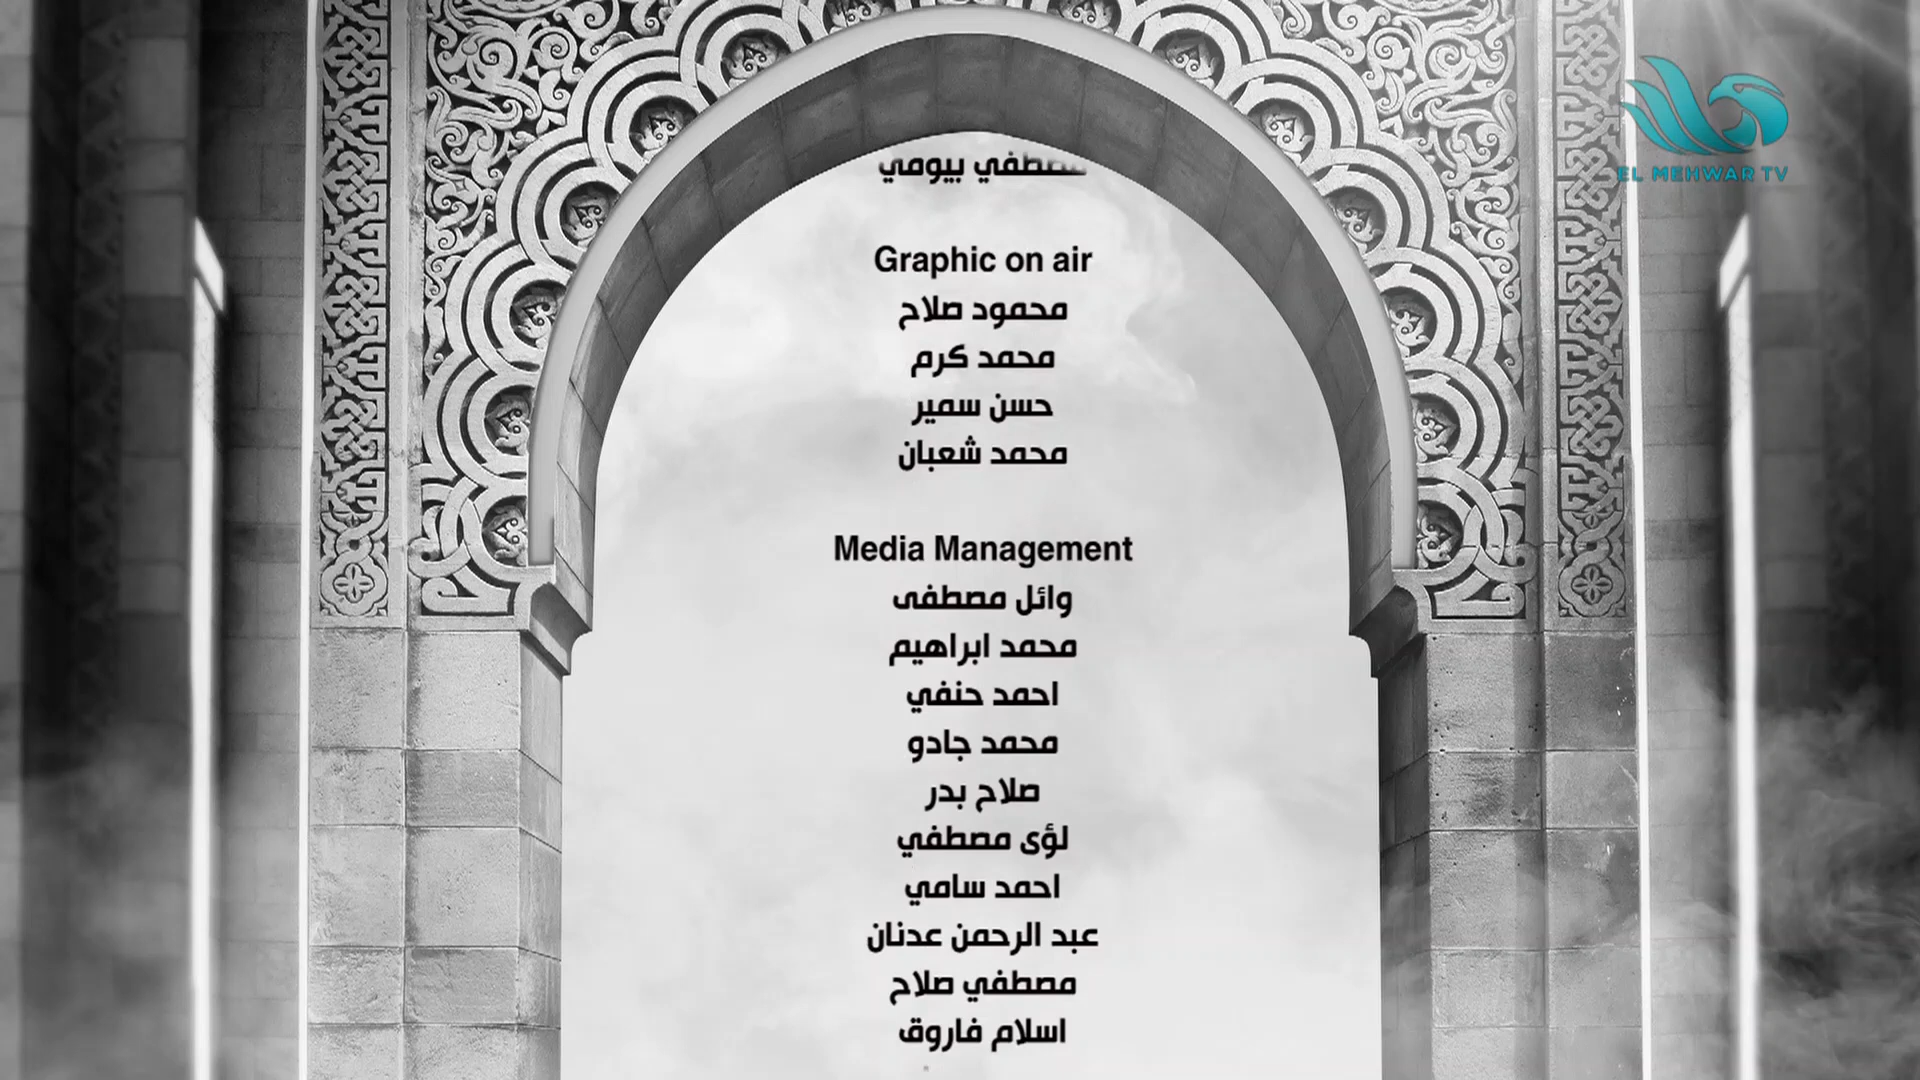 مصطفي بيومي
EL MEHWAR TV
Graphic on air
محمود صلاح
محمد كرم
حسن سمير
محمد شعبان
Media Management
وائل مصطفى
محمد ابراهيم
احمد حنفي
محمد جادو
صلاح بدر
لؤى مصطفي
احمد سامي
عبد الرحمن عدنان
مصطفي صلاح
اسلام فاروق